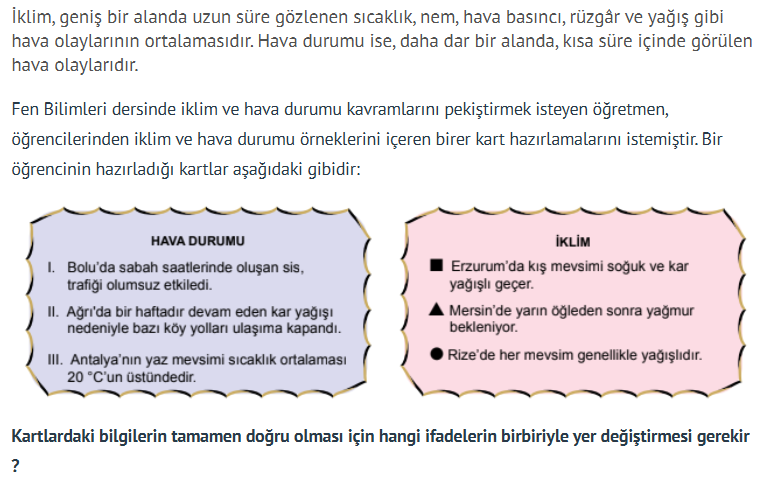 İklim, geniş bir alanda uzun süre gözlenen sıcaklık, nem, hava basıncı, rüzgâr ve yağış gibi
hava olaylarının ortalamasıdır. Hava durumu ise, daha dar bir alanda, kısa süre içinde görülen
hava olaylarıdır.
Fen Bilimleri dersinde iklim ve hava durumu kavramlarını pekiştirmek isteyen öğretmen,
öğrencilerinden iklim ve hava durumu örneklerini içeren birer kart hazırlamalarını istemiştir. Bir
öğrencinin hazırladığı kartlar aşağıdaki gibidir:
HAVA DURUMU
I. Bolu'da sabah saatlerinde oluşan sis,
trafiği olumsuz etkiledi.
II. Ağrı'da bir haftadır devam eden kar yağışı
nedeniyle bazı köy yolları ulaşıma kapandı.
III. Antalya'nın yaz mevsimi sıcaklık ortalaması
20 °C'un üstündedir.
İKLİM
■ Erzurum'da kış mevsimi soğuk ve kar
yağışlı geçer.
▲ Mersin'de yarın öğleden sonra yağmur
bekleniyor.
● Rize'de her mevsim genellikle yağışlıdır.
Kartlardaki bilgilerin tamamen doğru olması için hangi ifadelerin birbiriyle yer değiştirmesi gerekir
?